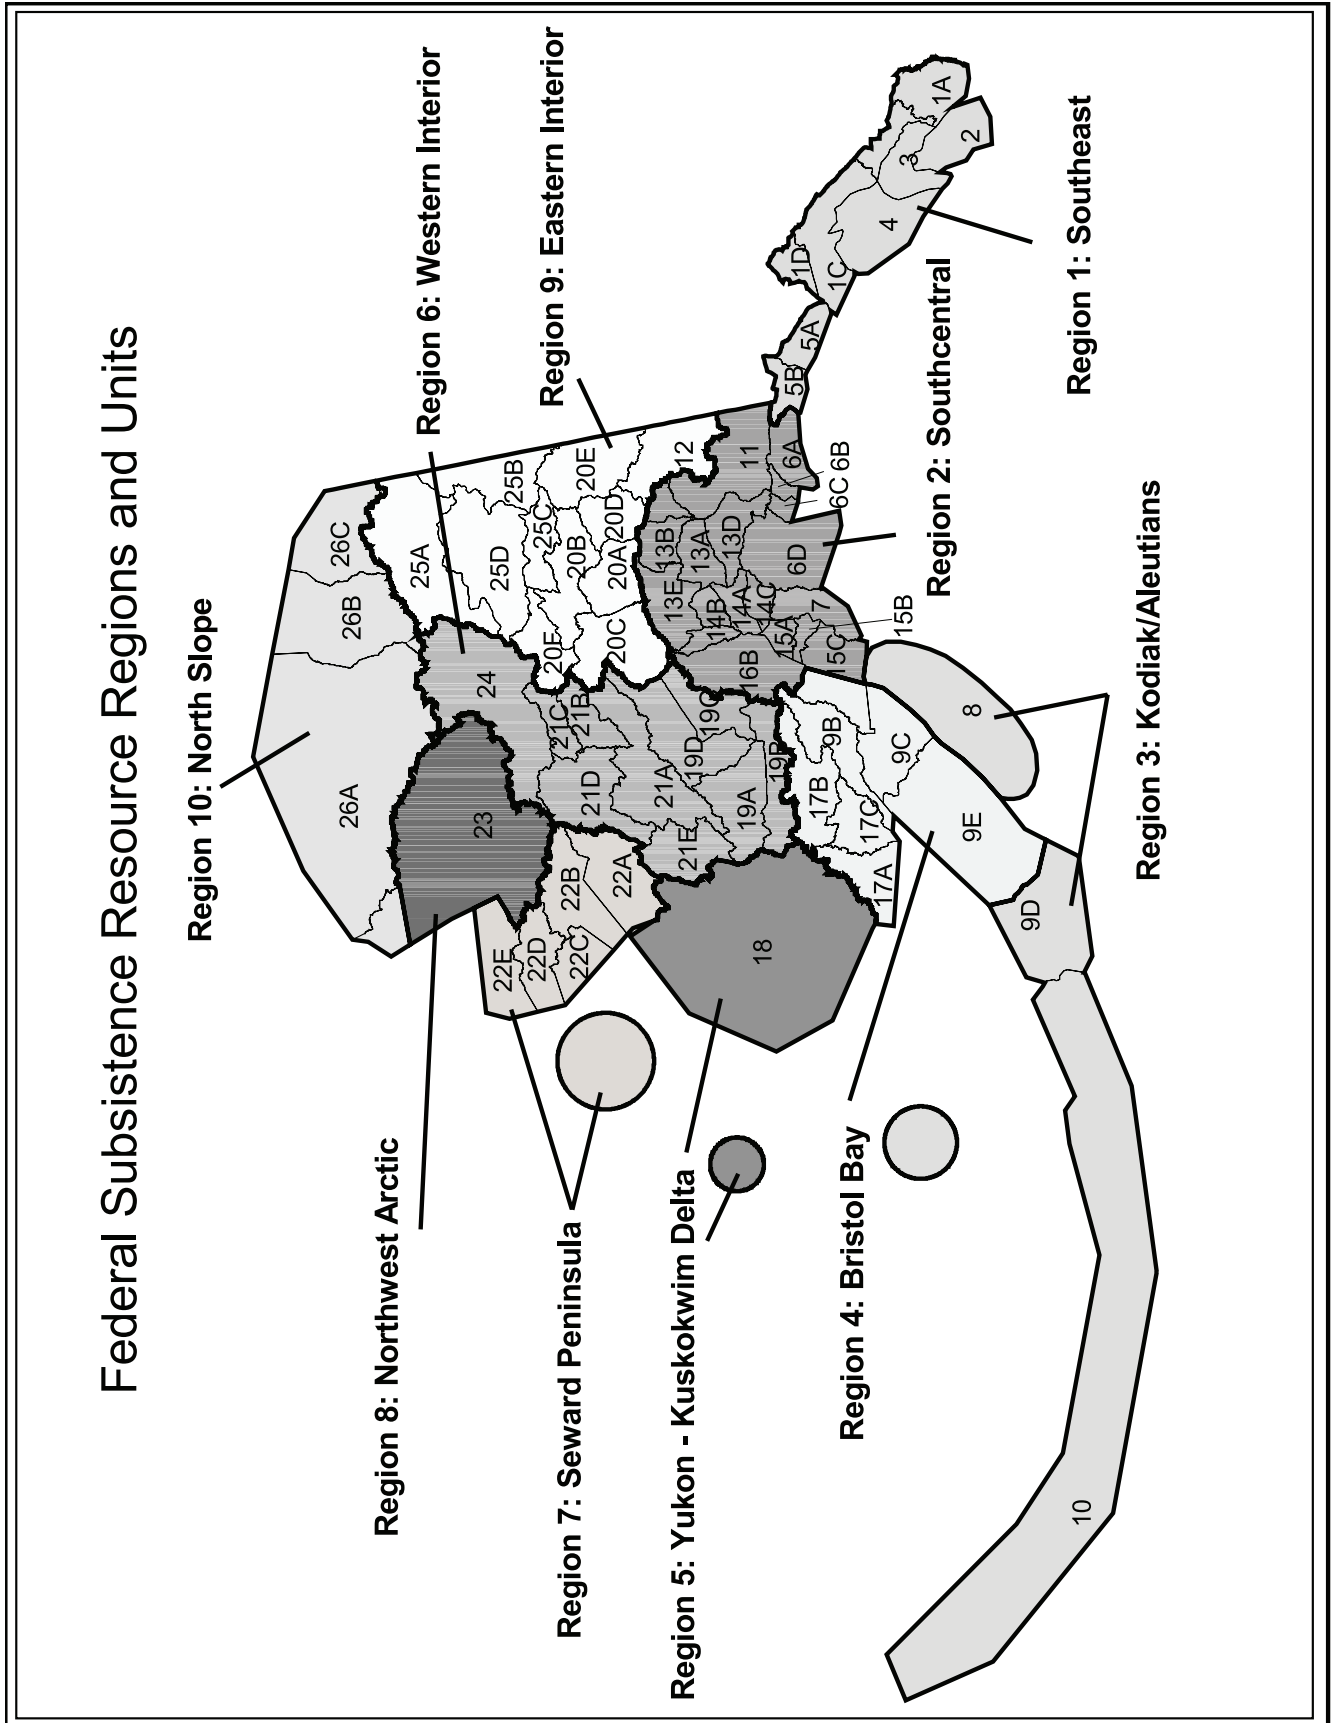 Federal Subsistence Resource Regions and Units
Region 10: North Slope
Region 6: Western Interior
Region 9: Eastern Interior
Region 8: Northwest Arctic
Region 7: Seward Peninsula
Region 5: Yukon - Kuskokwim Delta
Region 4: Bristol Bay
Region 2: Southcentral
Region 1: Southeast
Region 3: Kodiak/Aleutians
26A
26B
26C
25A
25D
25B
25C
24
23
20F
20B
20E
20C
20A
20D
12
22E
22D
22C
22B
22A
21D
21C
21B
21A
21E
19D
19C
19A
19B
18
13E
13B
13A
13D
11
14B
14A
14C
16B
15A
15B
15C
7
6D
6C
6B
6A
17B
17C
17A
9B
9C
9E
9D
8
10
5B
5A
1D
1C
4
3
2
1A